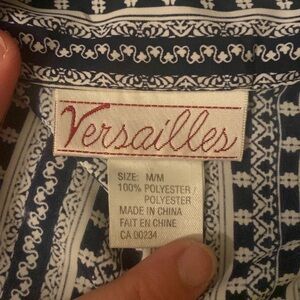 Versailles
SIZE: M/M
100% POLYESTER /
POLYESTER
MADE IN CHINA
FAIT EN CHINE
CA 00234